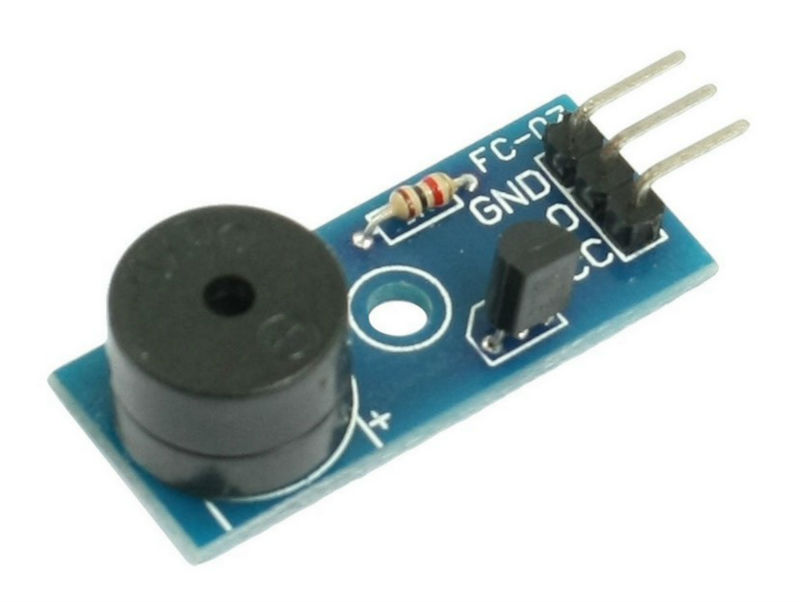 FC-07
GND
O
CC
+